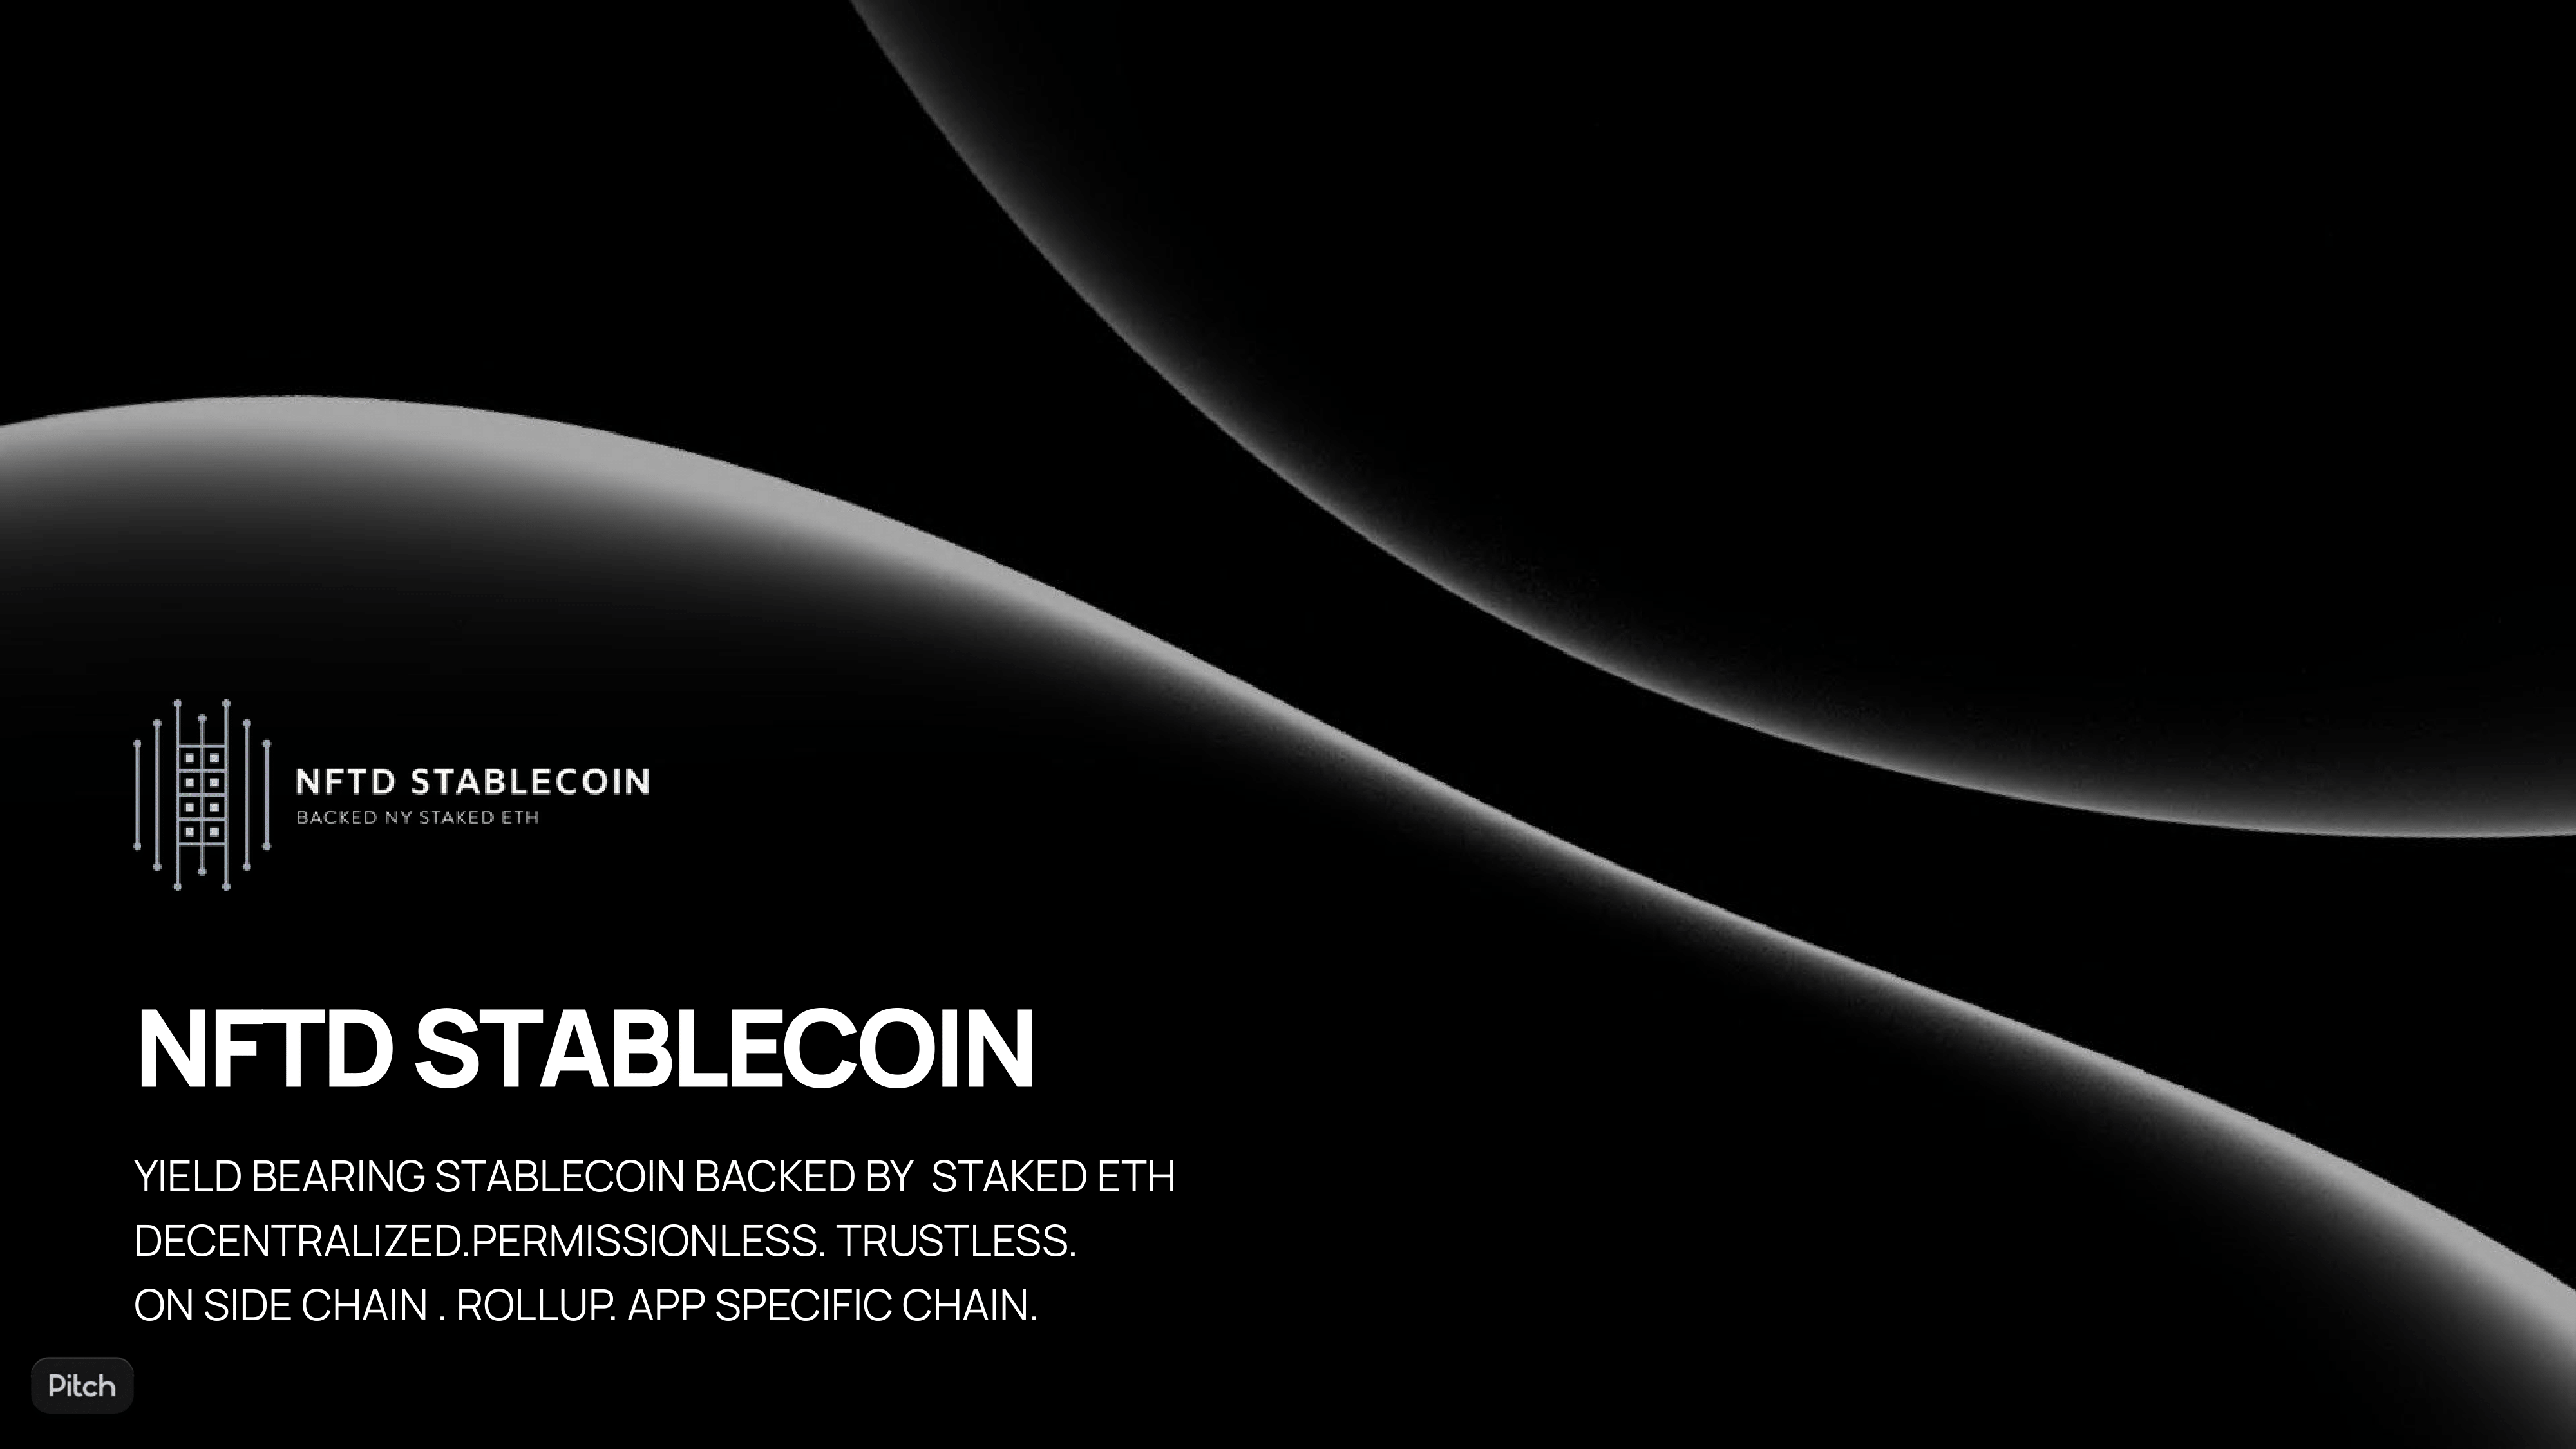 NFTD STABLECOIN
BACKED NY STAKED ETH
NFTD STABLECOIN
YIELD BEARING STABLECOIN BACKED BY  STAKED ETH
DECENTRALIZED.PERMISSIONLESS. TRUSTLESS.
ON SIDE CHAIN . ROLLUP. APP SPECIFIC CHAIN.
Pitch